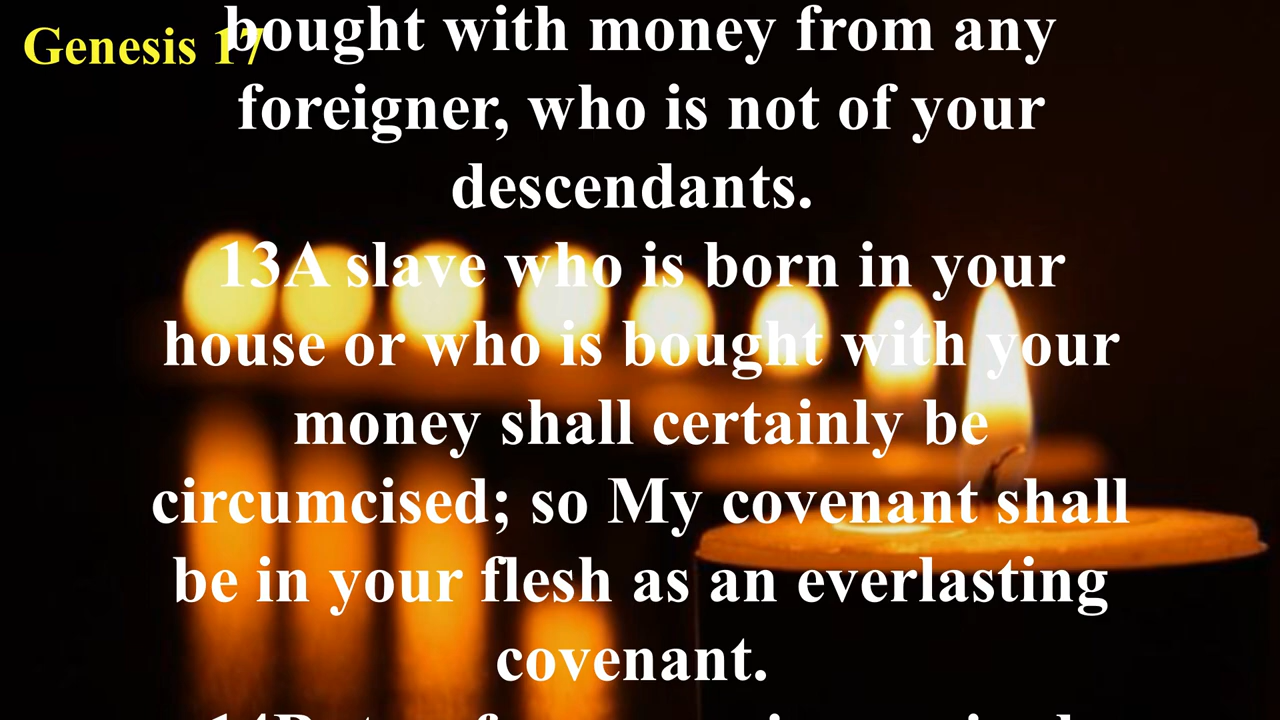 Genesis 17
bought with money from any
foreigner, who is not of your
descendants.
13A slave who is born in your
house or who is bought with your
money shall certainly be
circumcised; so My covenant shall
be in your flesh as an everlasting
covenant.